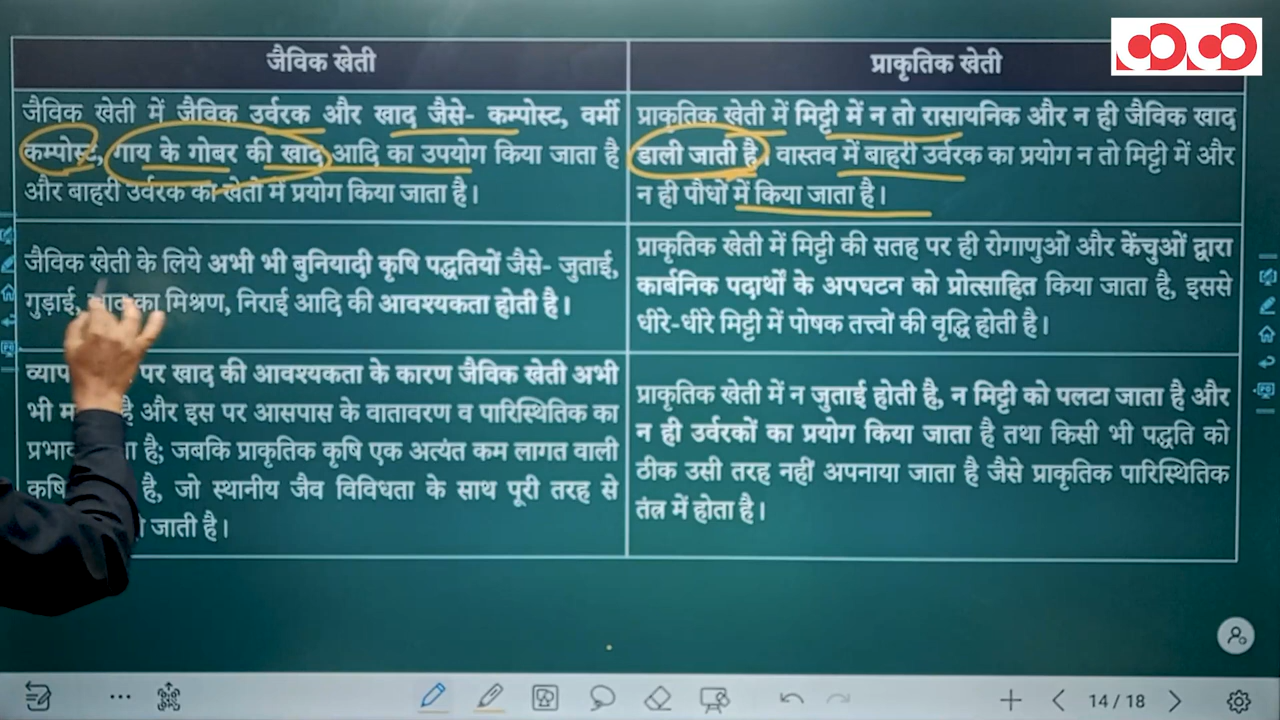 जैविक खेती
प्राकृतिक खेती
जैविक खेती में जैविक उर्वरक और खाद जैसे- कम्पोस्ट, वर्मी
कम्पोस्ट, गाय के गोबर की खाद आदि का उपयोग किया जाता है
और बाहरी उर्वरक का खेतों में प्रयोग किया जाता है।
प्राकृतिक खेती में मिट्टी में न तो रासायनिक और न ही जैविक खाद
डाली जाती है। वास्तव में बाहरी उर्वरक का प्रयोग न तो मिट्टी में और
न ही पौधों में किया जाता है।
जैविक खेती के लिये अभी भी बुनियादी कृषि पद्धतियों जैसे- जुताई,
गुड़ाई, का मिश्रण, निराई आदि की आवश्यकता होती है।
प्राकृतिक खेती में मिट्टी की सतह पर ही रोगाणुओं और केंचुओं द्वारा
कार्बनिक पदार्थों के अपघटन को प्रोत्साहित किया जाता है, इससे
धीरे-धीरे मिट्टी में पोषक तत्त्वों की वृद्धि होती है।
पर खाद की आवश्यकता के कारण जैविक खेती अभी
भी है और इस पर आसपास के वातावरण व पारिस्थितिक का
है; जबकि प्राकृतिक कृषि एक अत्यंत कम लागत वाली
है, जो स्थानीय जैव विविधता के साथ पूरी तरह से
जाती है।
प्राकृतिक खेती में न जुताई होती है, न मिट्टी को पलटा जाता है और
न ही उर्वरकों का प्रयोग किया जाता है तथा किसी भी पद्धति को
ठीक उसी तरह नहीं अपनाया जाता है जैसे प्राकृतिक पारिस्थितिक
तंत्र में होता है।
14 / 18